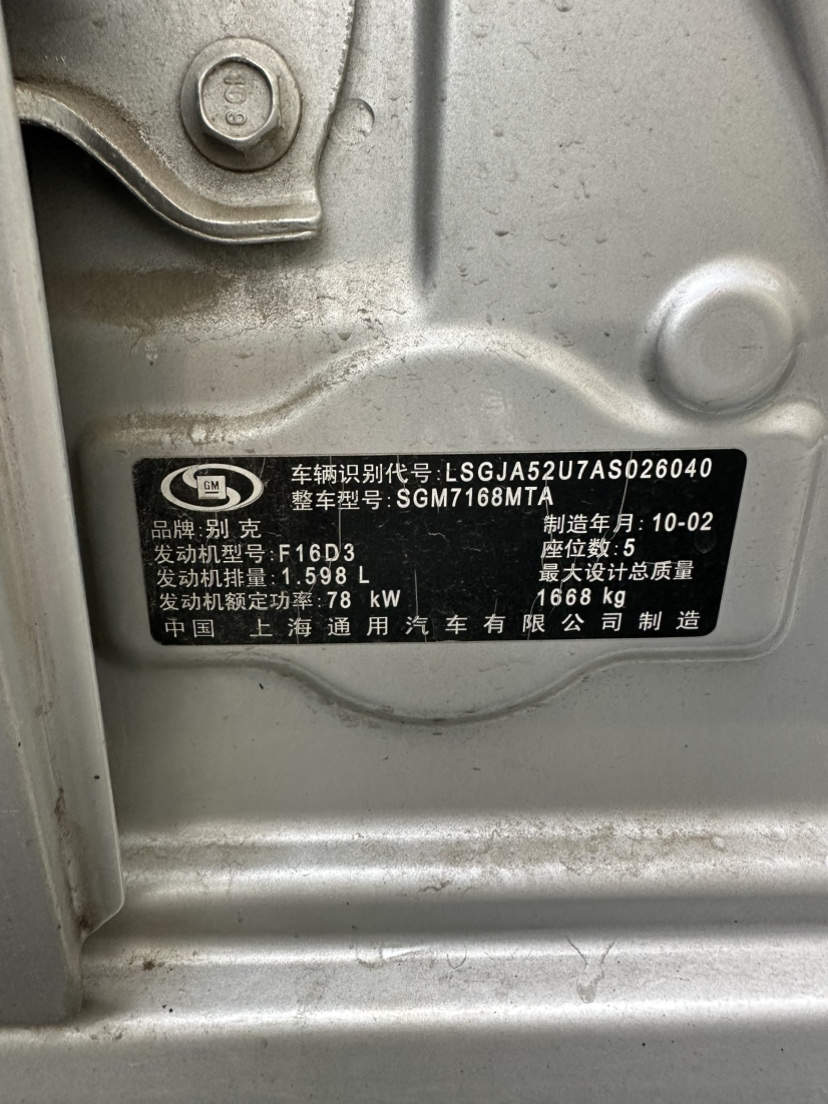 109
GM
车辆识别代号:LSGJA52U7AS026040
整车型号:SGM7168MTA
品牌:别克
制造年月:10-02
发动机型号:F16D3
座位数:5
发动机排量:1.598 L
最大设计总质量
发动机额定功率:78 kW
1668 kg
中国 上海通用汽车有限公司制造